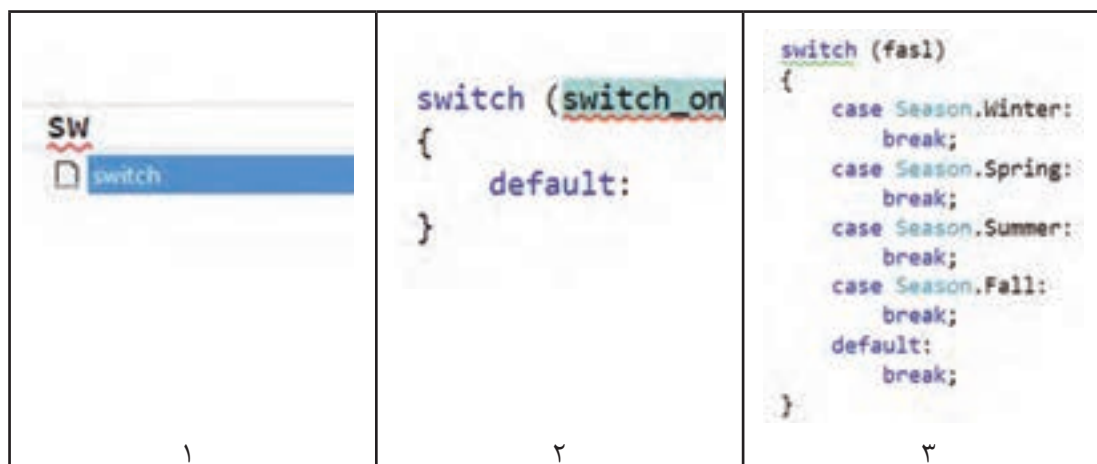 sw
switch
۱
switch (switch_on
{
default:
}
۲
switch (fasl)
{
case Season.Winter:
break;
case Season.Spring:
break;
case Season.Summer:
break;
case Season.Fall:
break;
default:
break;
}
۳